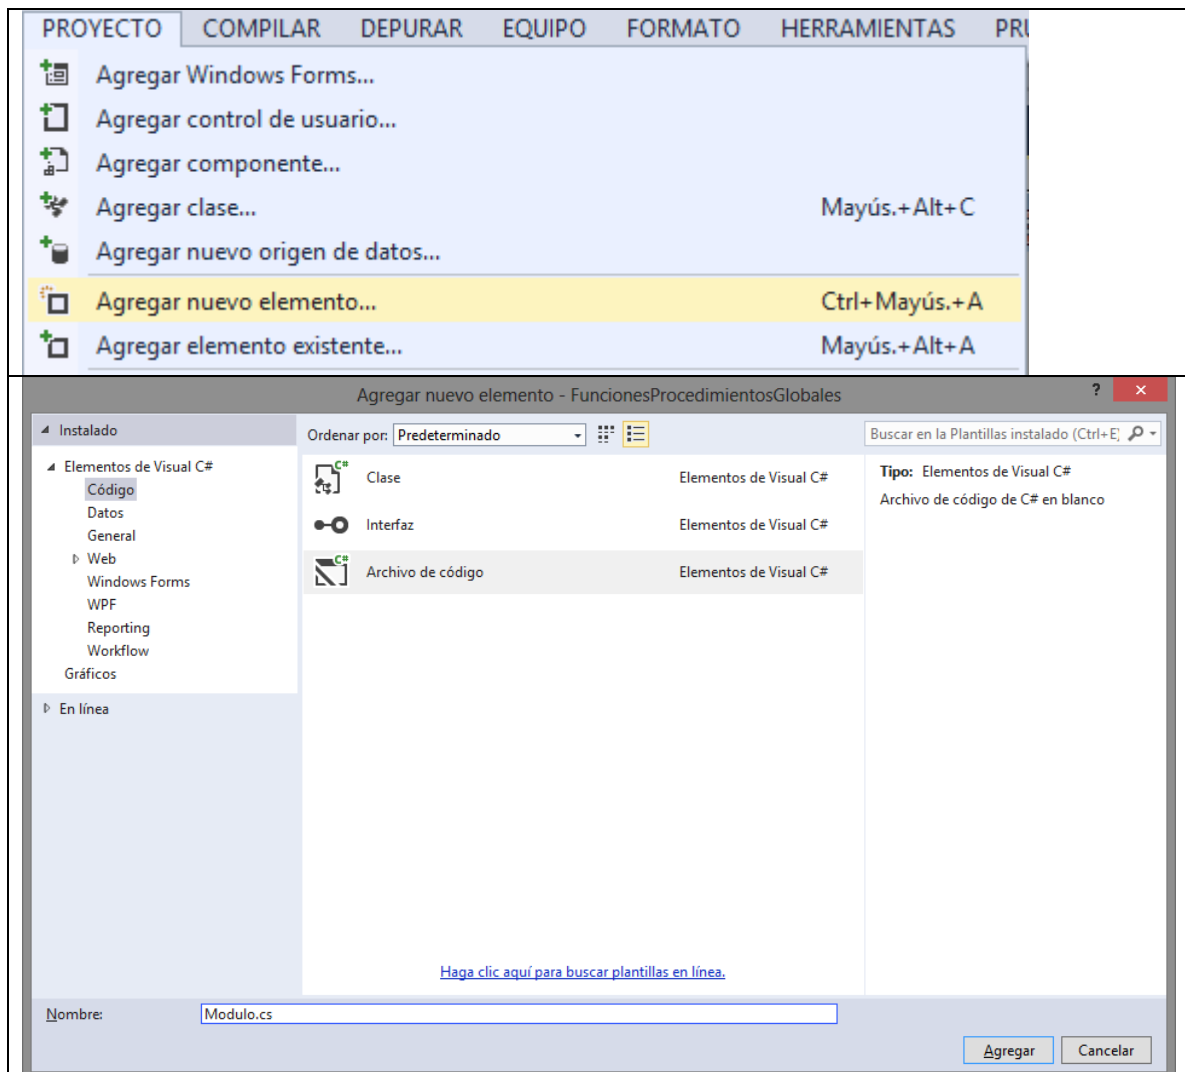 PROYECTO COMPILAR DEPURAR EQUIPO FORMATO HERRAMIENTAS PRU
Agregar Windows Forms...
Agregar control de usuario...
Agregar componente...
Agregar clase... Mayús.+Alt+C
Agregar nuevo origen de datos...
Agregar nuevo elemento... Ctrl+Mayús.+A
Agregar elemento existente... Mayús.+Alt+A
Agregar nuevo elemento - FuncionesProcedimientosGlobales ? ×
Instalado
Ordenar por: Predeterminado
Buscar en la Plantillas instalado (Ctrl+E)
Elementos de Visual C#
Código
Datos
General
Web
Windows Forms
WPF
Reporting
Workflow
Gráficos
En línea
Clase Elementos de Visual C#
Interfaz Elementos de Visual C#
Archivo de código Elementos de Visual C#
Tipo: Elementos de Visual C#
Archivo de código de C# en blanco
Haga clic aquí para buscar plantillas en línea.
Nombre: Modulo.cs
Agregar Cancelar